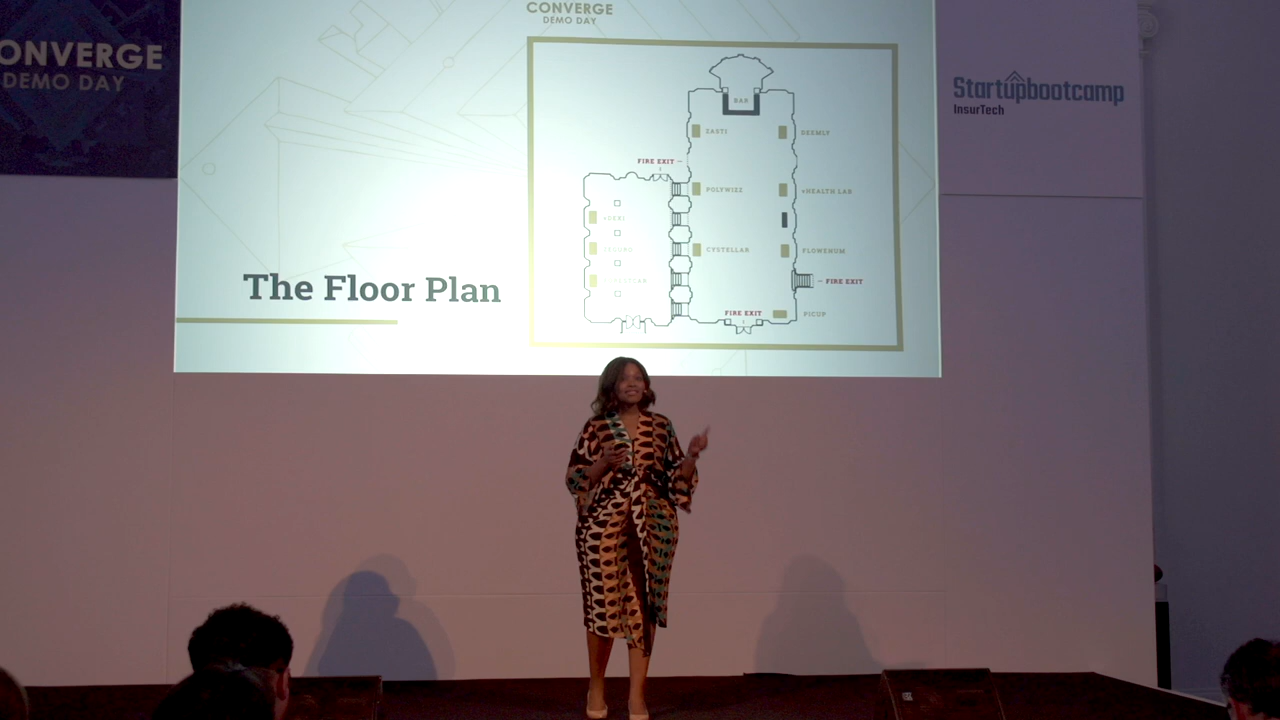 ONVERGE
DEMO DAY
CONVERGE
DEMO DAY
Startupbootcamp
InsurTech
BAR
ZASTI
DEEMLY
FIRE EXIT
POLYWIZZ
eHEALTH LAB
CYSTELLAR
FLOWENUM
FIRE EXIT
FIRE EXIT
PICUP
The Floor Plan